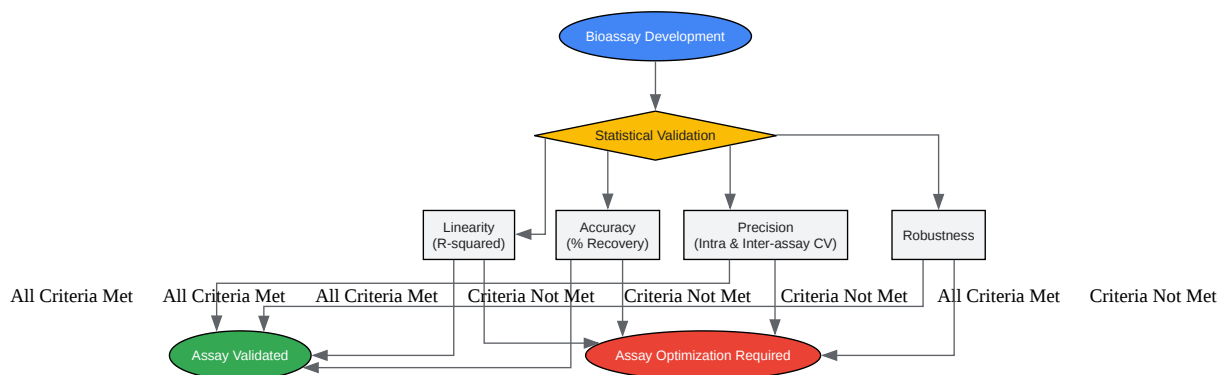 Bioassay Development
Statistical Validation
Linearity
(R-squared)
Accuracy
(% Recovery)
Precision
(Intra & Inter-assay CV)
Robustness
All Criteria Met
All Criteria Met
All Criteria Met
Criteria Not Met
Criteria Not Met
Criteria Not Met
All Criteria Met
Criteria Not Met
Assay Validated
Assay Optimization Required